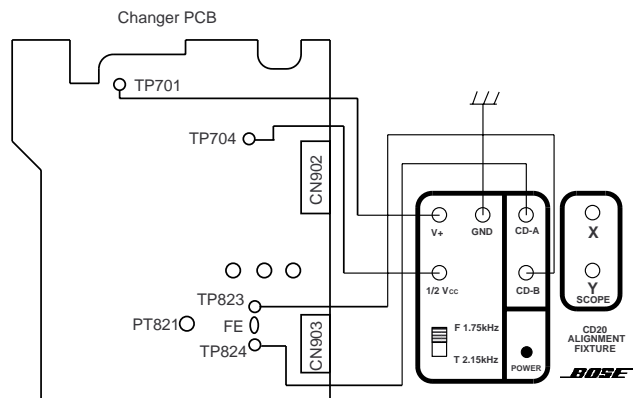 Changer PCB
TP701
TP704
CN902
V+
GND
CD-A
X
1/2 Vcc
CD-B
Y
SCOPE
TP823
PT821
FE
TP824
CN903
F 1.75kHz
T 2.15kHz
POWER
CD20
ALIGNMENT
FIXTURE
BOSE